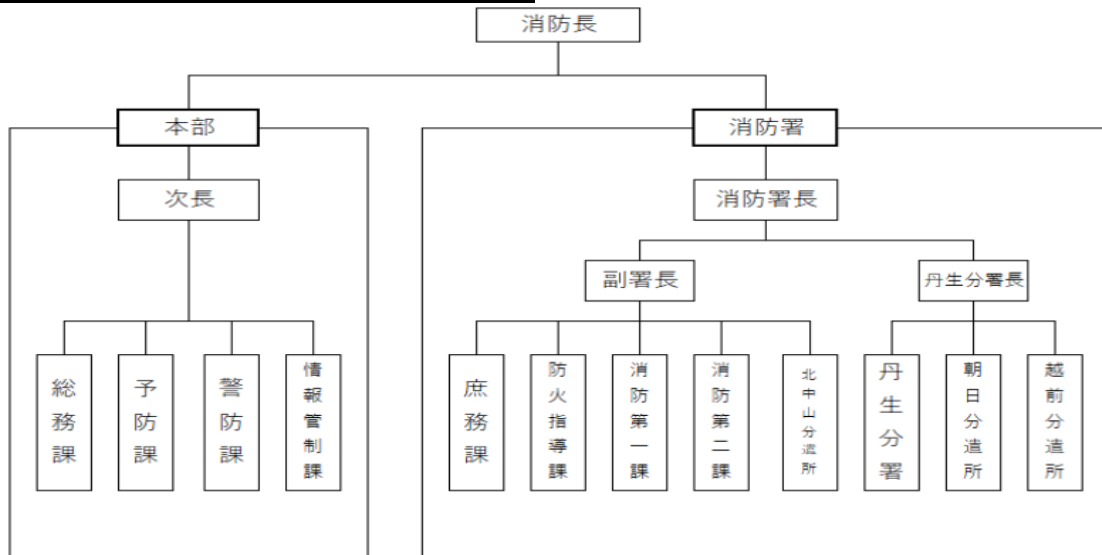 消防長
本部
消防署
次長
消防署長
副署長
丹生分署長
総務課
予防課
警防課
情報管制課
庶務課
防火指導課
消防第一課
消防第二課
北中山分遣所
丹生分署
朝日分遣所
越前分遣所